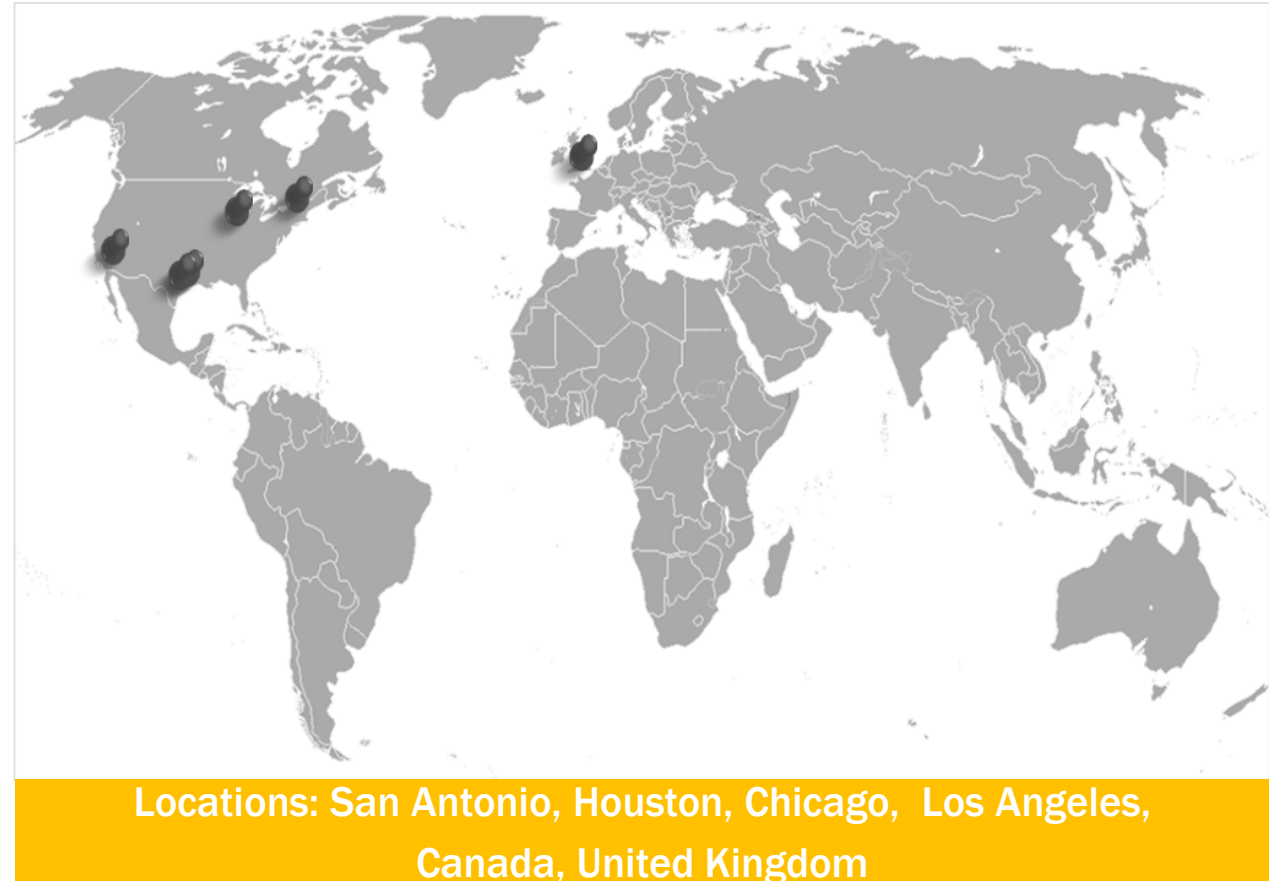 Locations: San Antonio, Houston, Chicago,  Los Angeles,
Canada, United Kingdom